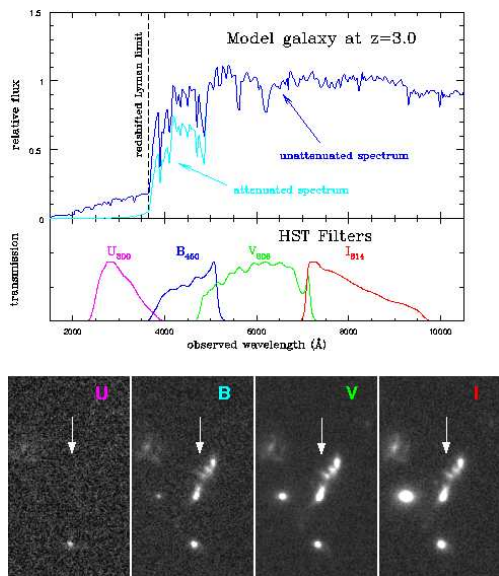 Model galaxy at z=3.0
relative flux
1.5
1
0.5
0
redshifted Lyman limit
unattenuated spectrum
attenuated spectrum
HST Filters
transmission
U300
B450
V606
I814
2000
4000
6000
8000
10000
observed wavelength (Å)
U
B
V
I